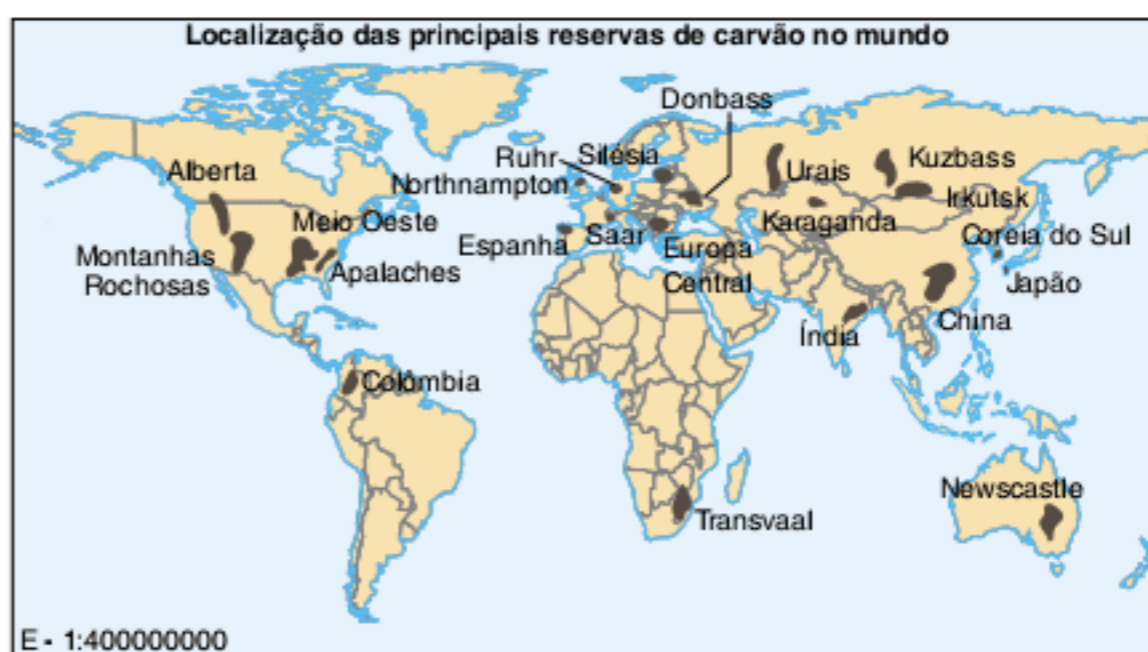 Localização das principais reservas de carvão no mundo
Donbass
Ruhr
Silésia
Urais
Kuzbass
Alberta
Northnampton
Irkutsk
Meio Oeste
Karaganda
Espanha
Saar
Europa
Central
Coreia do Sul
Montanhas
Rochosas
Apalaches
Japão
Índia
China
Colômbia
Newscastle
Transvaal
E - 1:400000000